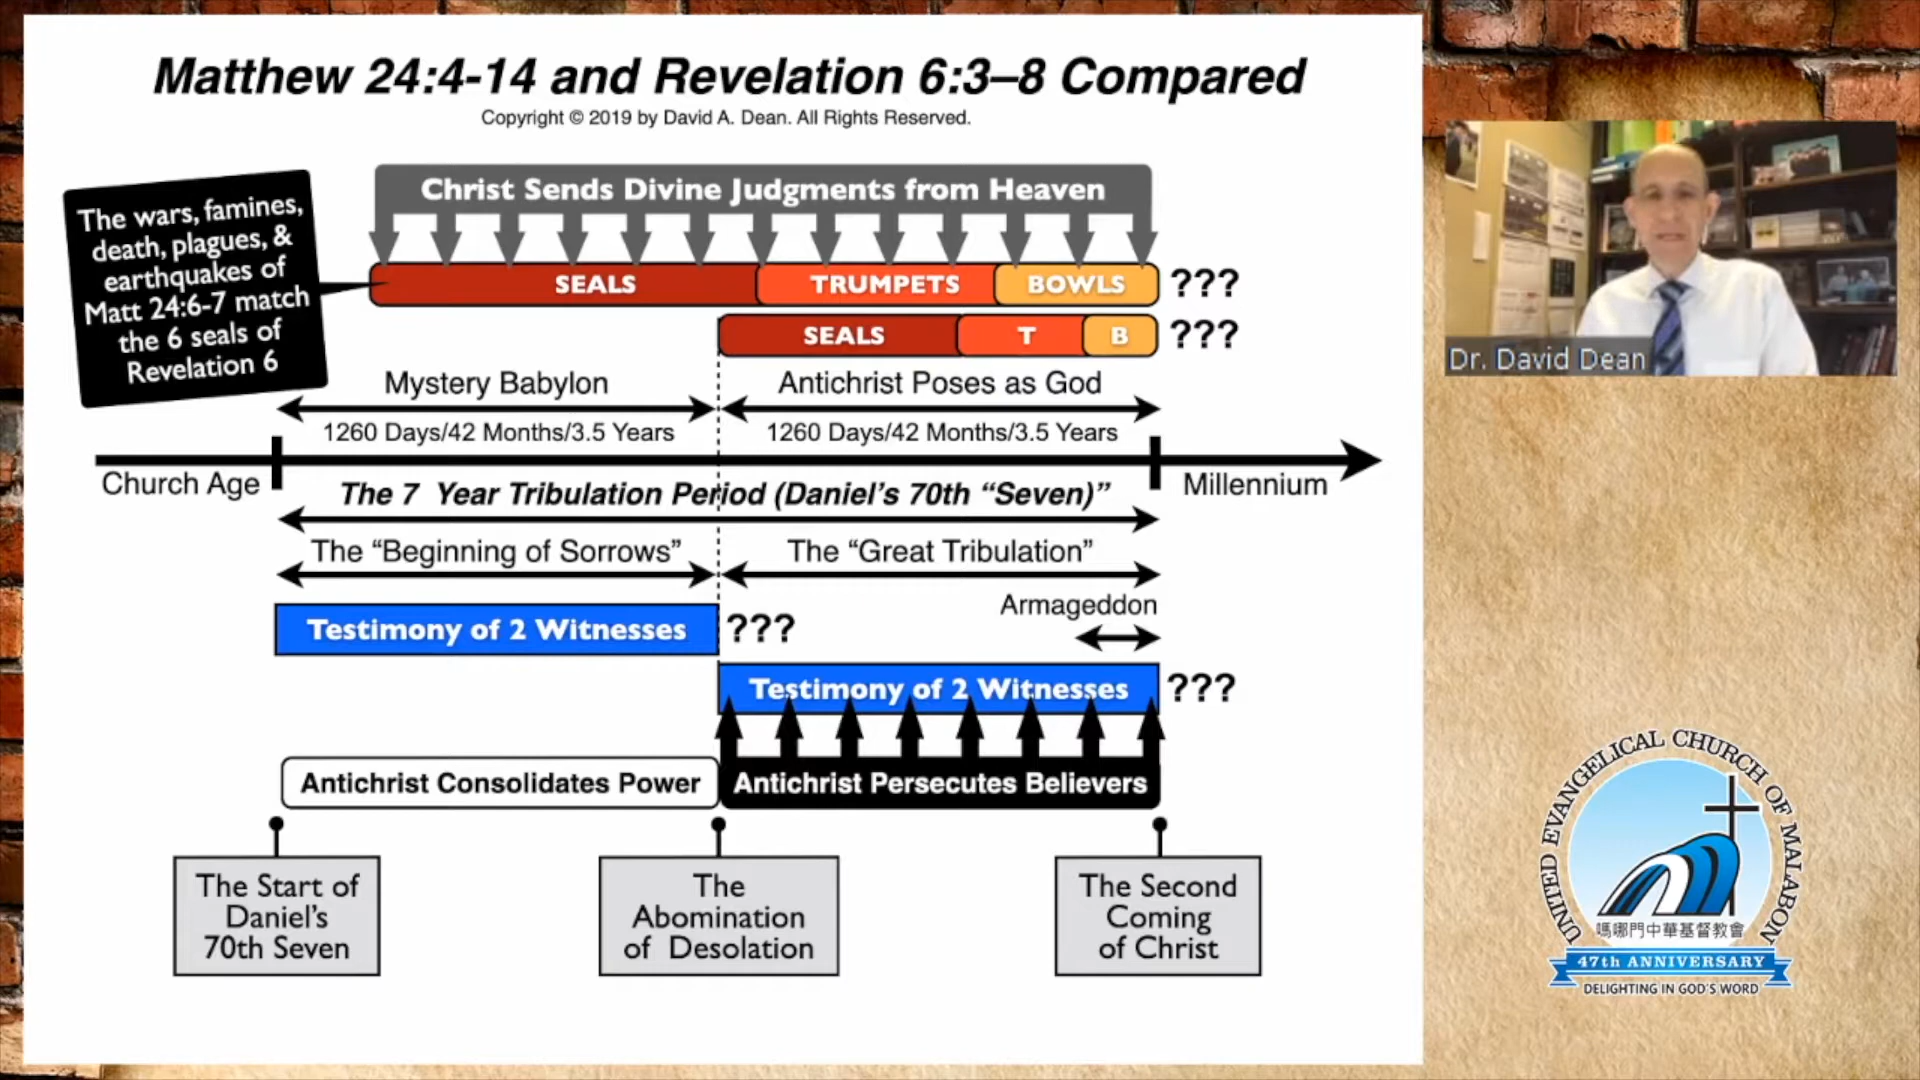 Matthew 24:4-14 and Revelation 6:3–8 Compared
Copyright © 2019 by David A. Dean. All Rights Reserved.
The wars, famines,
death, plagues, &
earthquakes of
Matt 24:6-7 match
the 6 seals of
Revelation 6
Christ Sends Divine Judgments from Heaven
SEALS TRUMPETS BOWLS ???
SEALS T B ???
Mystery Babylon Antichrist Poses as God
1260 Days/42 Months/3.5 Years 1260 Days/42 Months/3.5 Years
Church Age Millennium
The 7 Year Tribulation Period (Daniel’s 70th “Seven)”
The “Beginning of Sorrows” The “Great Tribulation”
Armageddon
Testimony of 2 Witnesses ???
Testimony of 2 Witnesses ???
Antichrist Consolidates Power Antichrist Persecutes Believers
The Start of
Daniel’s
70th Seven
The
Abomination
of Desolation
The Second
Coming
of Christ
Dr. David Dean
UNITED EVANGELICAL CHURCH OF MALABON
嗎哪門中華基督教會
47th ANNIVERSARY
DELIGHTING IN GOD'S WORD